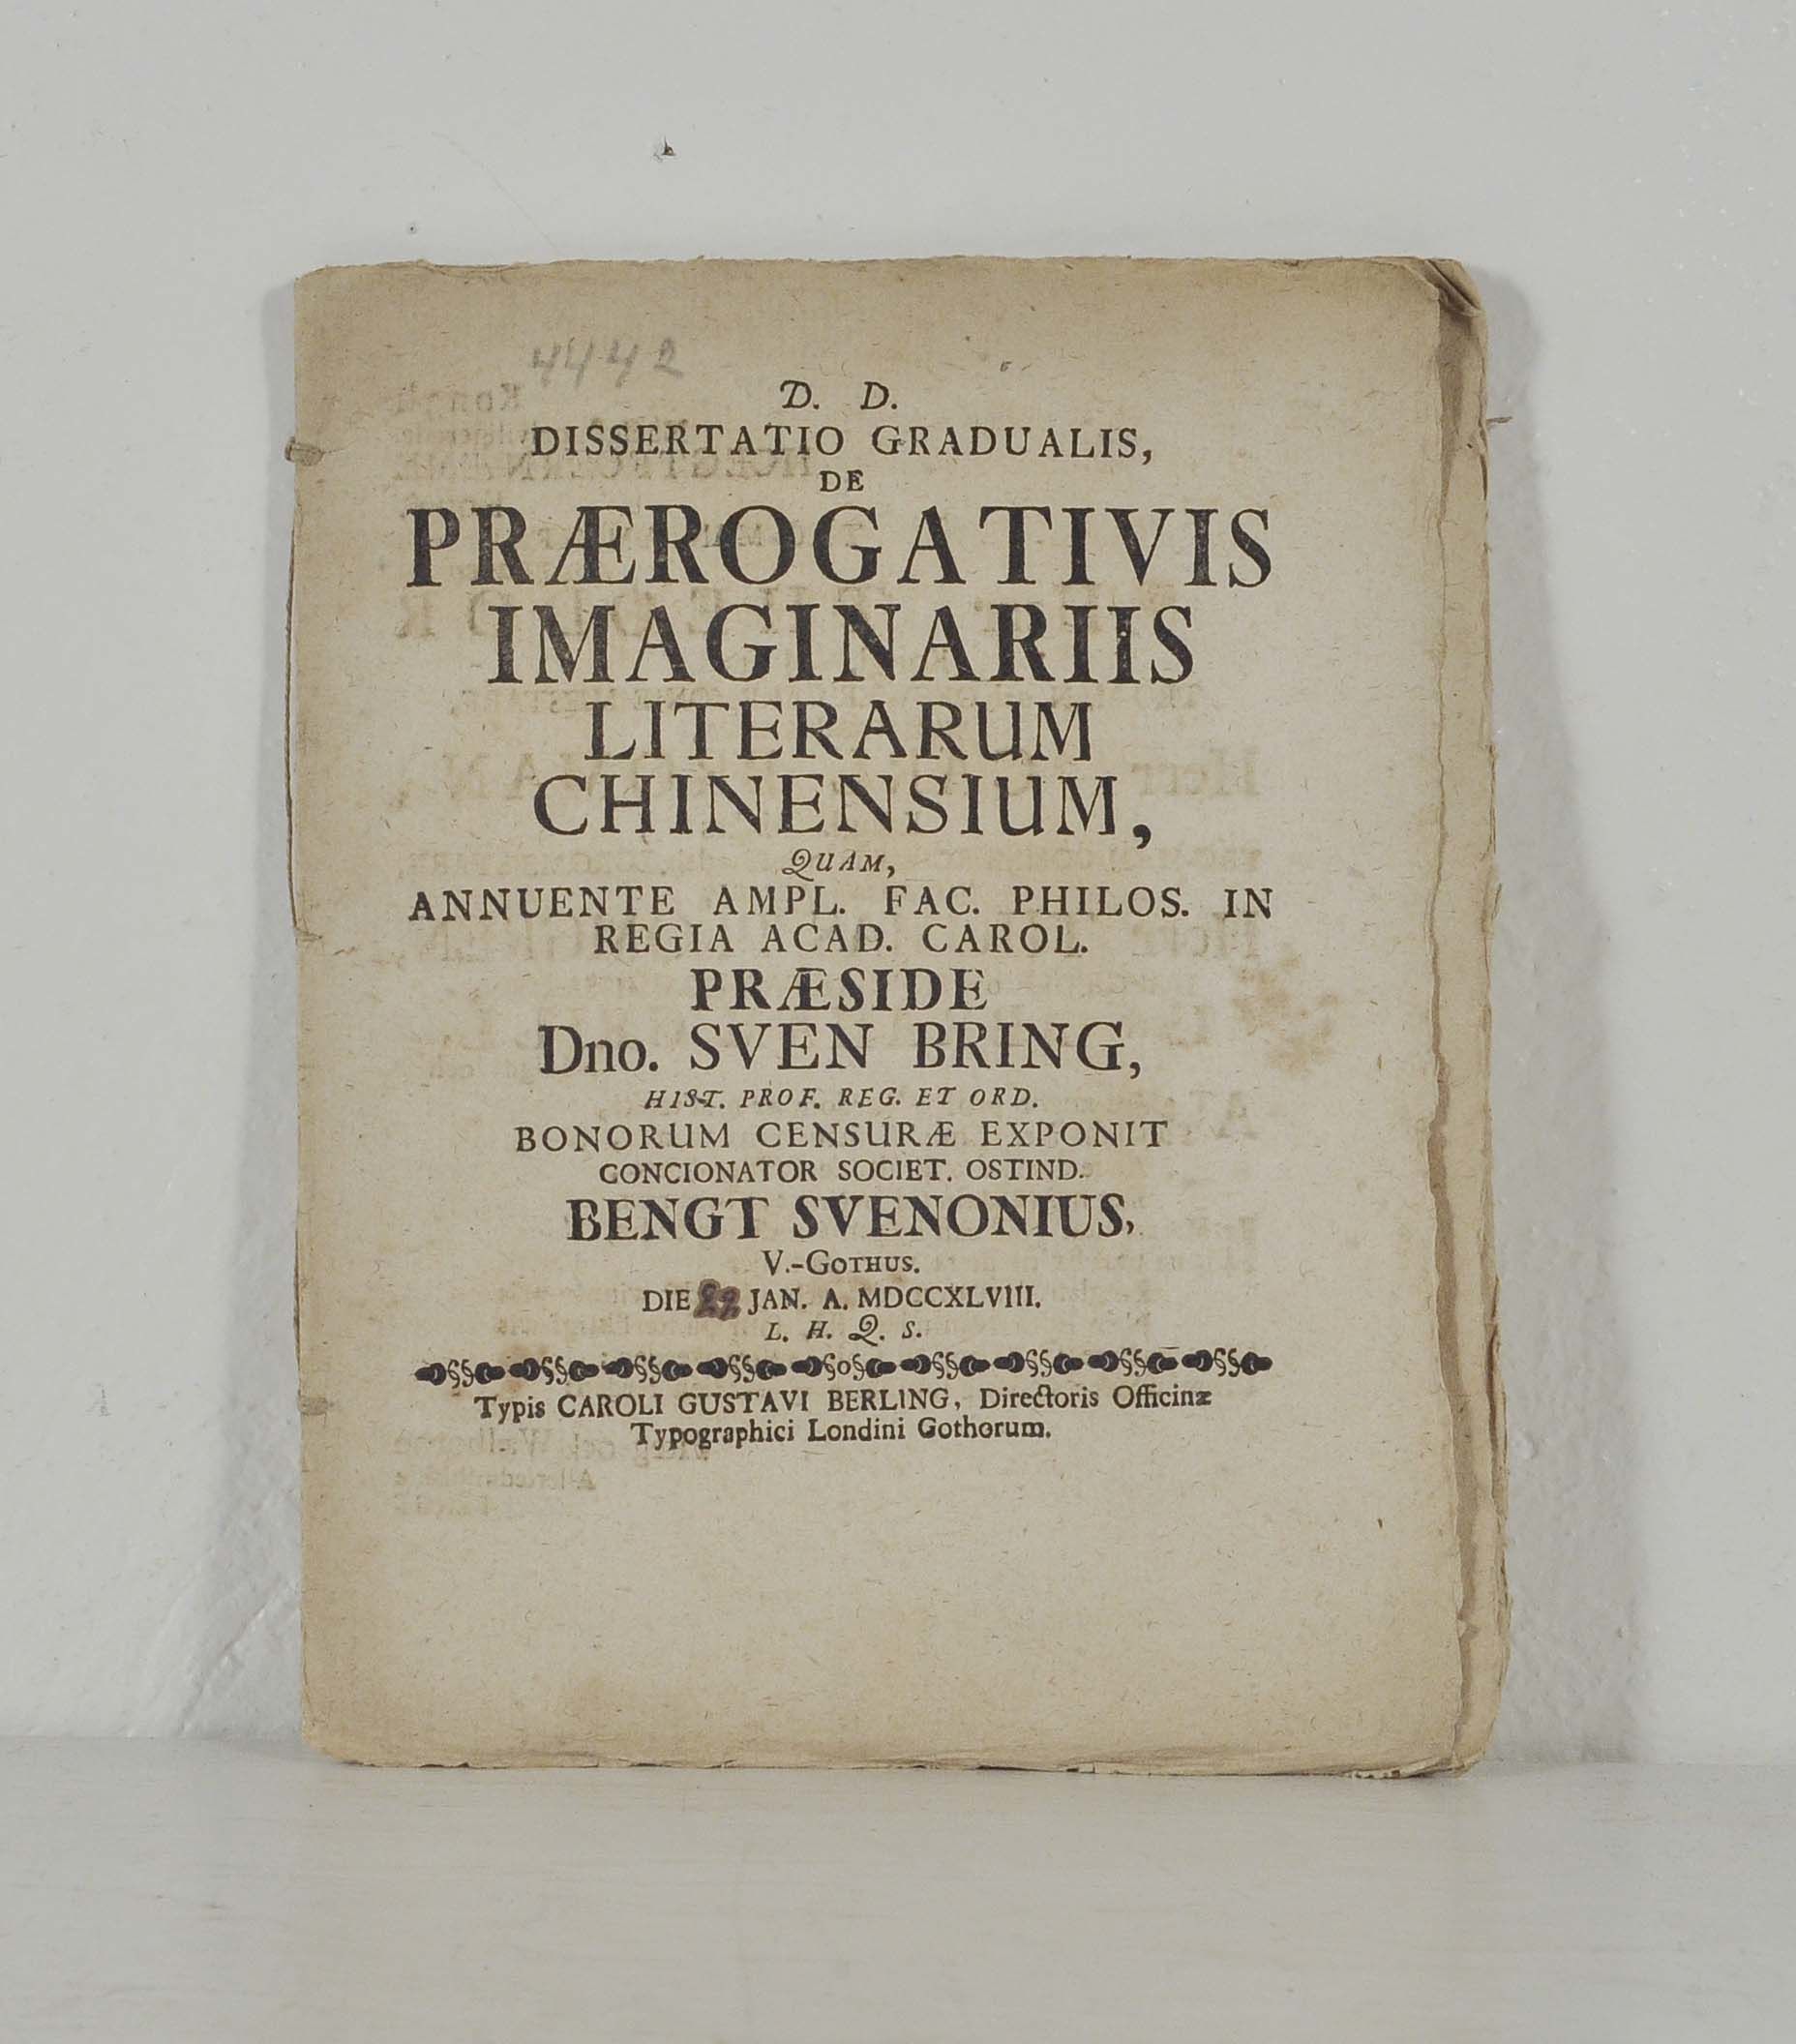 4442
D. D.
DISSERTATIO GRADUALIS,
DE
PRÆROGATIVIS
IMAGINARIIS
LITERARUM
CHINENSIUM,
QUAM,
ANNUENTE AMPL. FAC. PHILOS. IN
REGIA ACAD. CAROL.
PRÆSIDE
Dno. SVEN BRING,
HIST. PROF. REG. ET ORD.
BONORUM CENSURÆ EXPONIT
CONCIONATOR SOCIET. OSTIND.
BENGT SVENONIUS,
V.-GOTHUS.
DIE JAN. A. MDCCXLVIII.
L. H. Q. S.
Typis CAROLI GUSTAVI BERLING, Directoris Officinæ
Typographici Londini Gothorum.